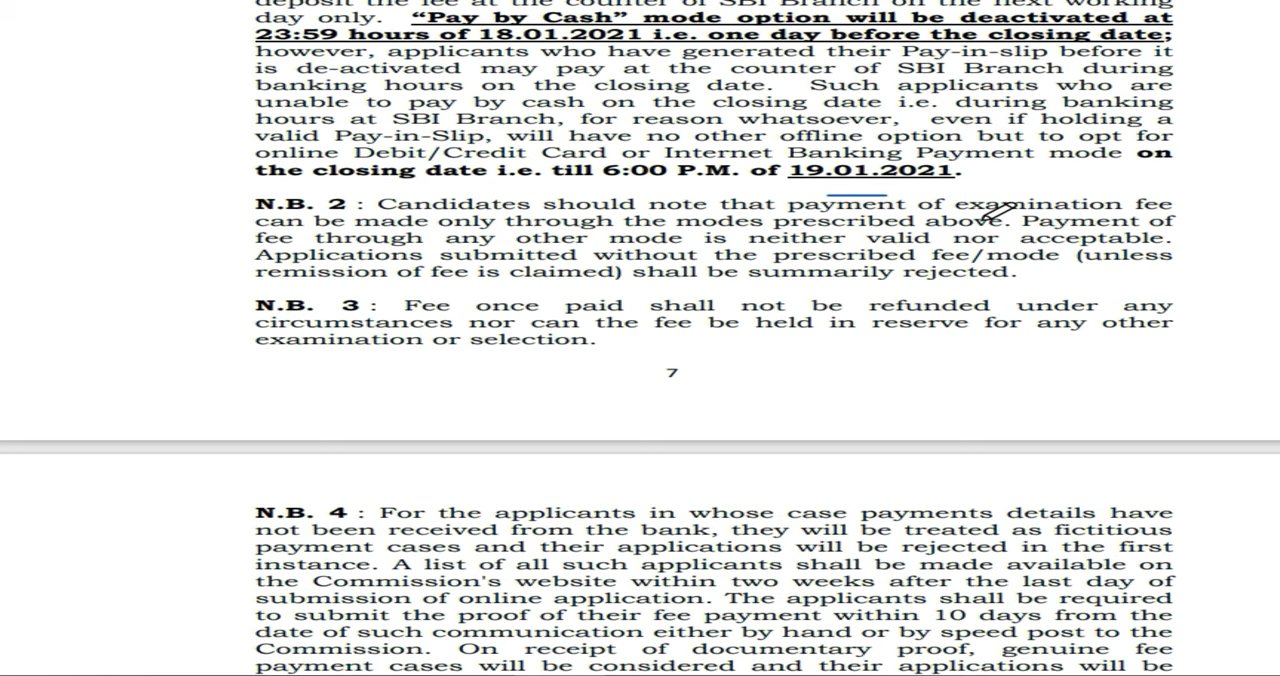 deposit the fee at the counter of SBI Branch on the next working
day only. “Pay by Cash” mode option will be deactivated at
23:59 hours of 18.01.2021 i.e. one day before the closing date;
however, applicants who have generated their Pay-in-slip before it
is de-activated may pay at the counter of SBI Branch during
banking hours on the closing date. Such applicants who are
unable to pay by cash on the closing date i.e. during banking
hours at SBI Branch, for reason whatsoever, even if holding a
valid Pay-in-Slip, will have no other offline option but to opt for
online Debit/Credit Card or Internet Banking Payment mode on
the closing date i.e. till 6:00 P.M. of 19.01.2021.
N.B. 2 : Candidates should note that payment of examination fee
can be made only through the modes prescribed above. Payment of
fee through any other mode is neither valid nor acceptable.
Applications submitted without the prescribed fee/mode (unless
remission of fee is claimed) shall be summarily rejected.
N.B. 3 : Fee once paid shall not be refunded under any
circumstances nor can the fee be held in reserve for any other
examination or selection.
7
N.B. 4 : For the applicants in whose case payments details have
not been received from the bank, they will be treated as fictitious
payment cases and their applications will be rejected in the first
instance. A list of all such applicants shall be made available on
the Commission's website within two weeks after the last day of
submission of online application. The applicants shall be required
to submit the proof of their fee payment within 10 days from the
date of such communication either by hand or by speed post to the
Commission. On receipt of documentary proof, genuine fee
payment cases will be considered and their applications will be